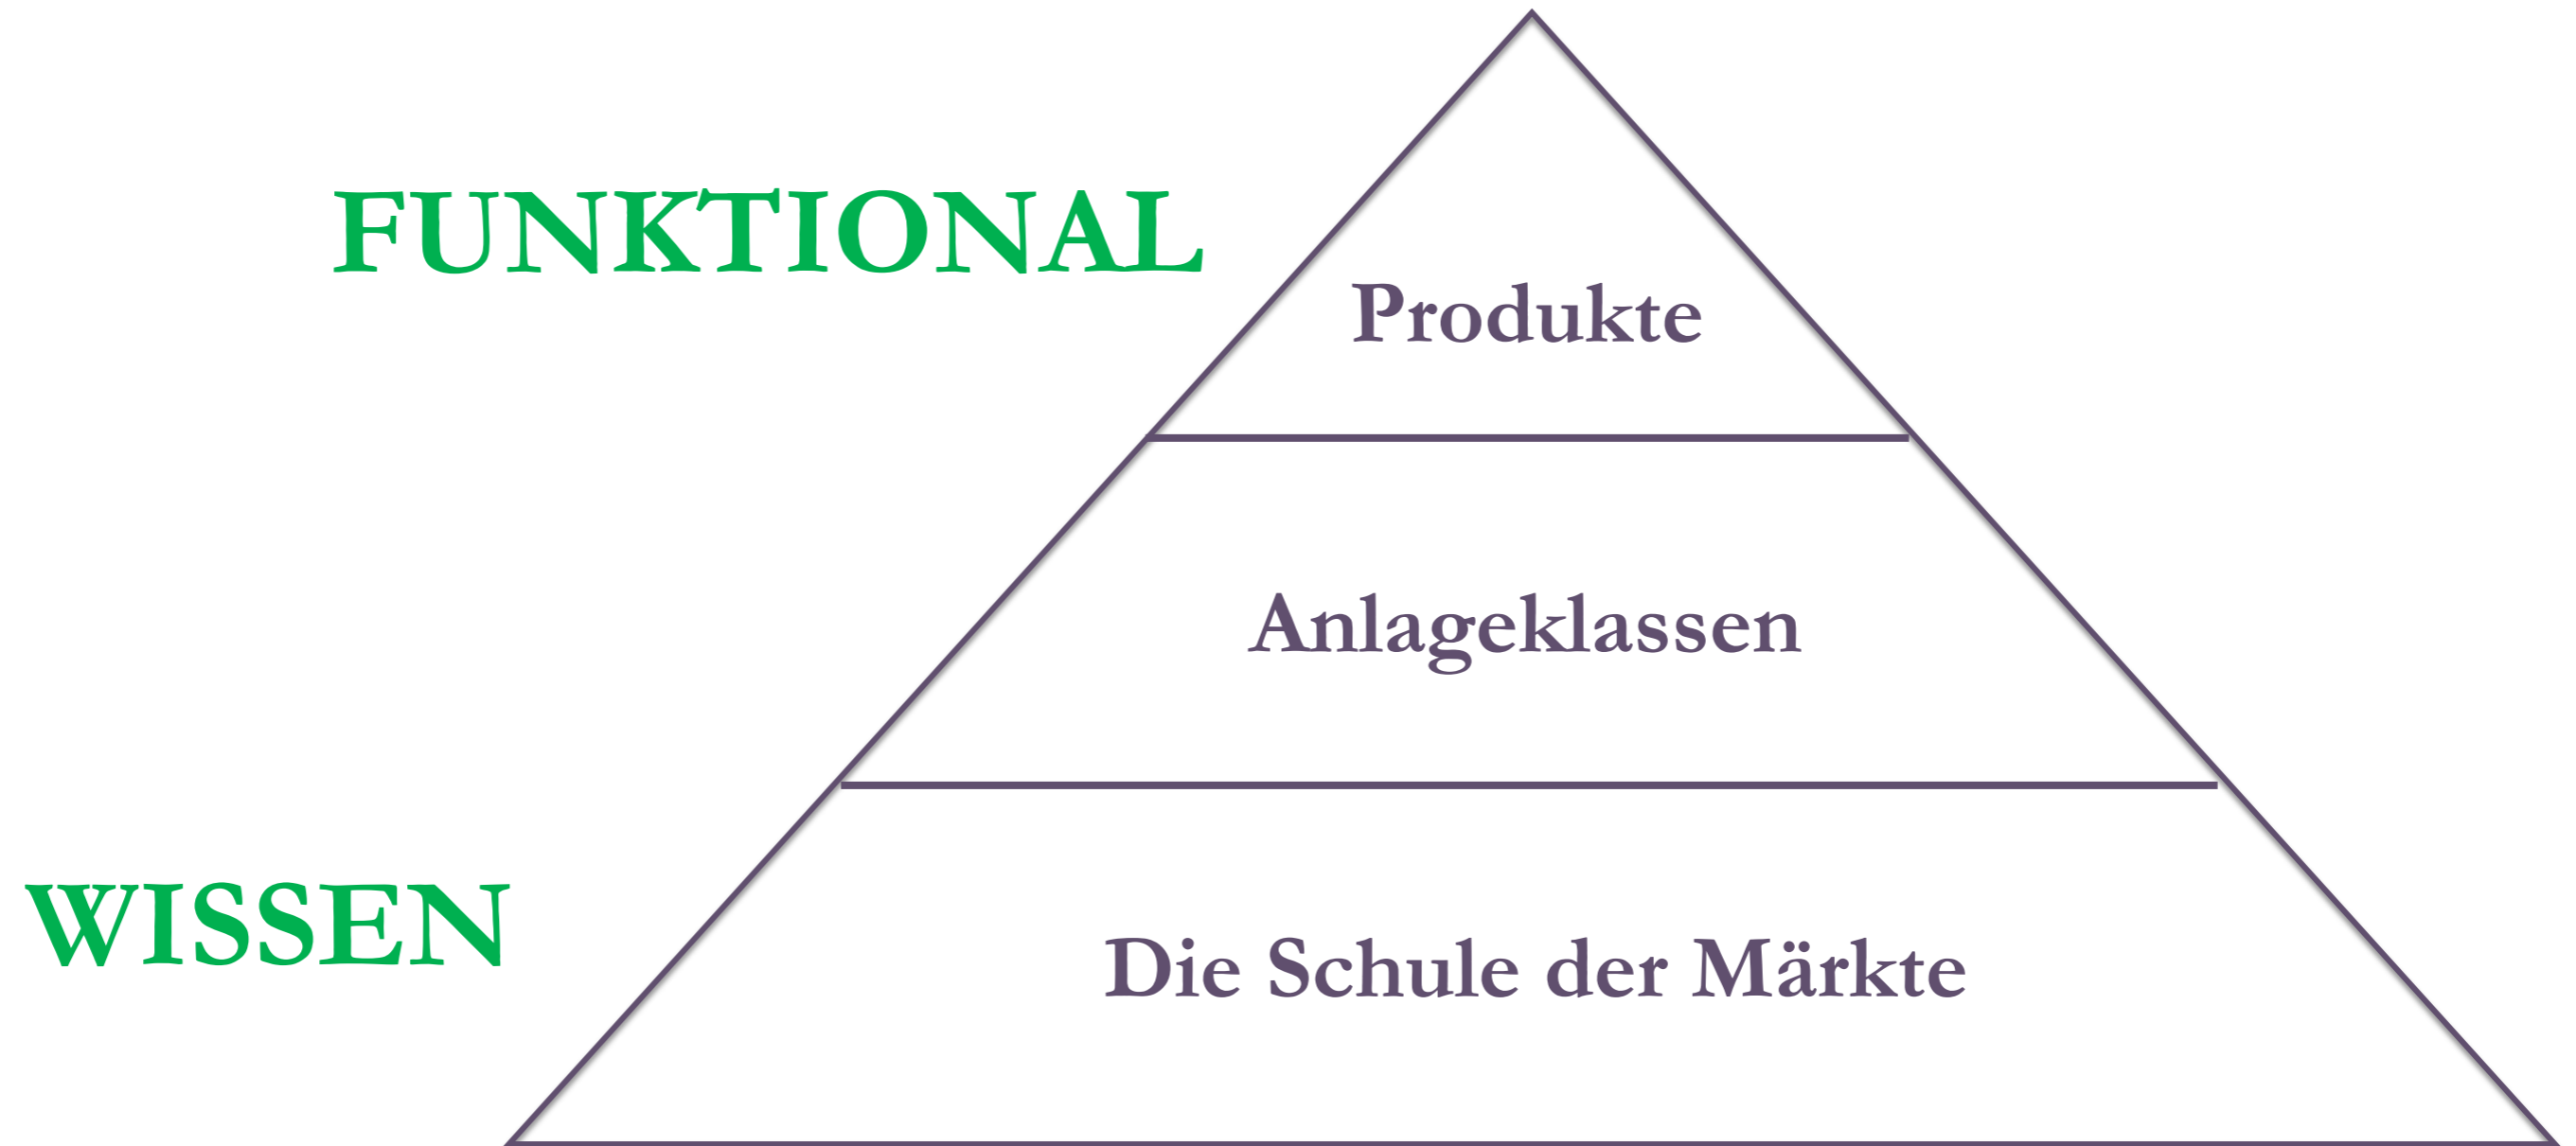 FUNKTIONAL
Produkte
Anlageklassen
WISSEN
Die Schule der Märkte